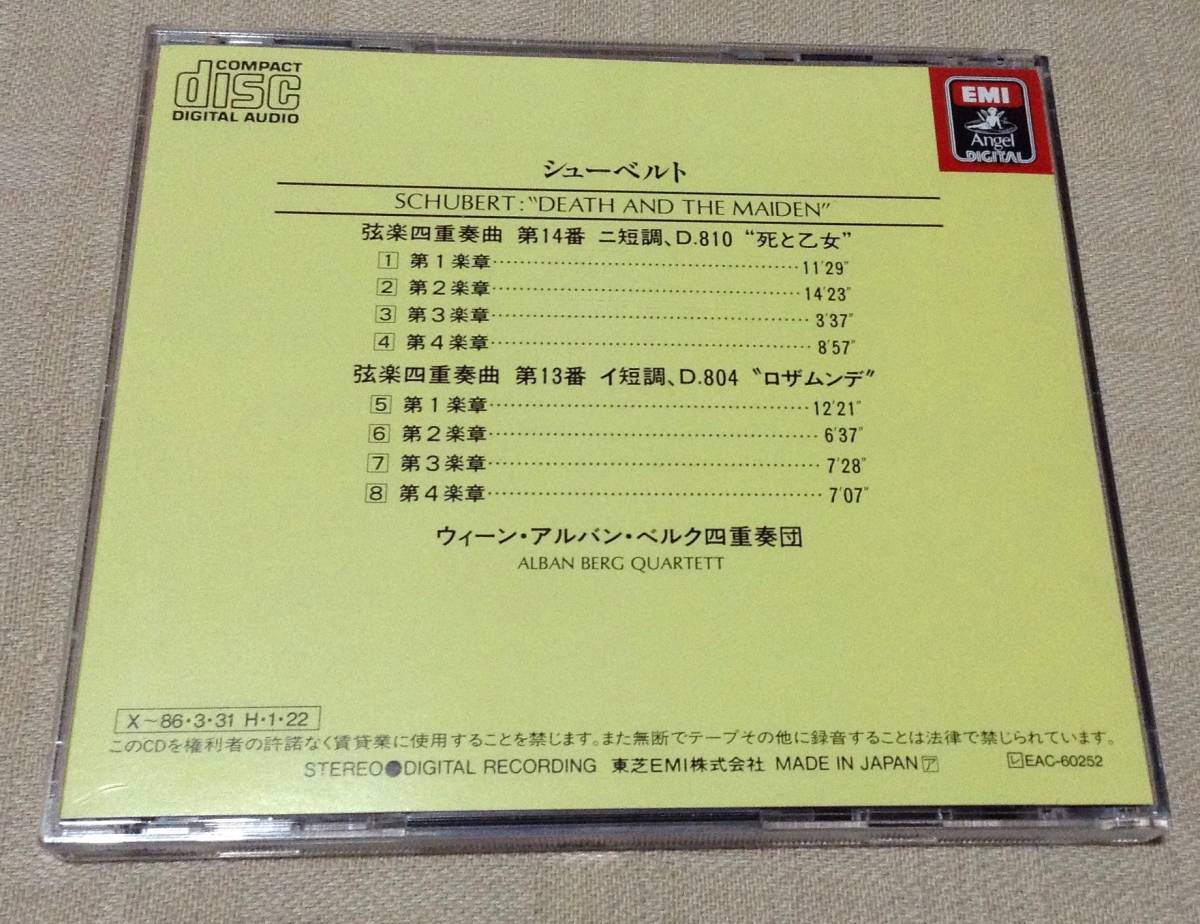 COMPACT
disc
DIGITAL AUDIO
EMI
Angel
DIGITAL
シューベルト
SCHUBERT: "DEATH AND THE MAIDEN"
弦楽四重奏曲 第14番 ニ短調、D.810 "死と乙女"
1 第1楽章 11'29"
2 第2楽章 14'23"
3 第3楽章 3'37"
4 第4楽章 8'57"
弦楽四重奏曲 第13番 イ短調、D.804 "ロザムンデ"
5 第1楽章 12'21"
6 第2楽章 6'37"
7 第3楽章 7'28"
8 第4楽章 7'07"
ウィーン・アルバン・ベルク四重奏団
ALBAN BERG QUARTETT
X〜86・3・31 H・1・22
このCDを権利者の許諾なく賃貸業に使用することを禁じます。また無断でテープその他に録音することは法律で禁じられています。
STEREO●DIGITAL RECORDING 東芝EMI株式会社 MADE IN JAPAN ア レ EAC-60252